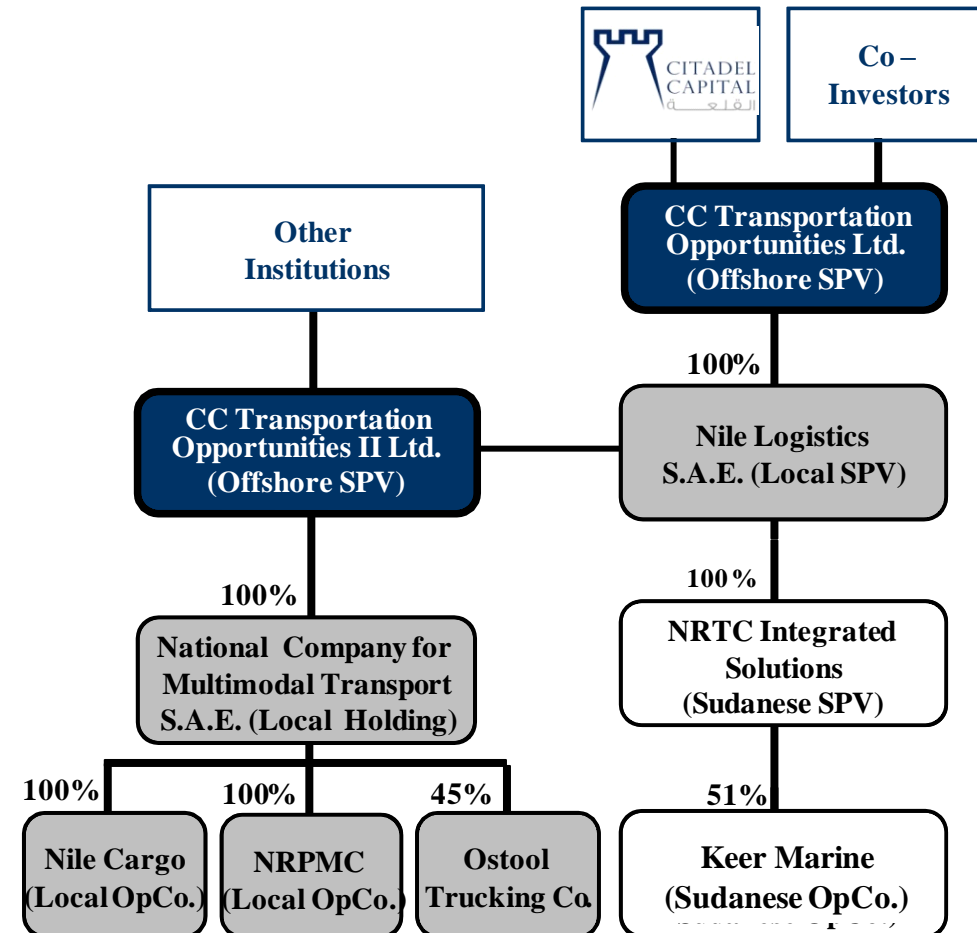 CITADEL
CAPITAL
القلعة
Co –
Investors
CC Transportation
Opportunities Ltd.
(Offshore SPV)
Other
Institutions
100%
CC Transportation
Opportunities II Ltd.
(Offshore SPV)
Nile Logistics
S.A.E. (Local SPV)
100%
100%
National Company for
Multimodal Transport
S.A.E. (Local Holding)
NRTC Integrated
Solutions
(Sudanese SPV)
100%
100%
45%
51%
Nile Cargo
(Local OpCo.)
NRPMC
(Local OpCo.)
Ostool
Trucking Co.
Keer Marine
(Sudanese OpCo.)